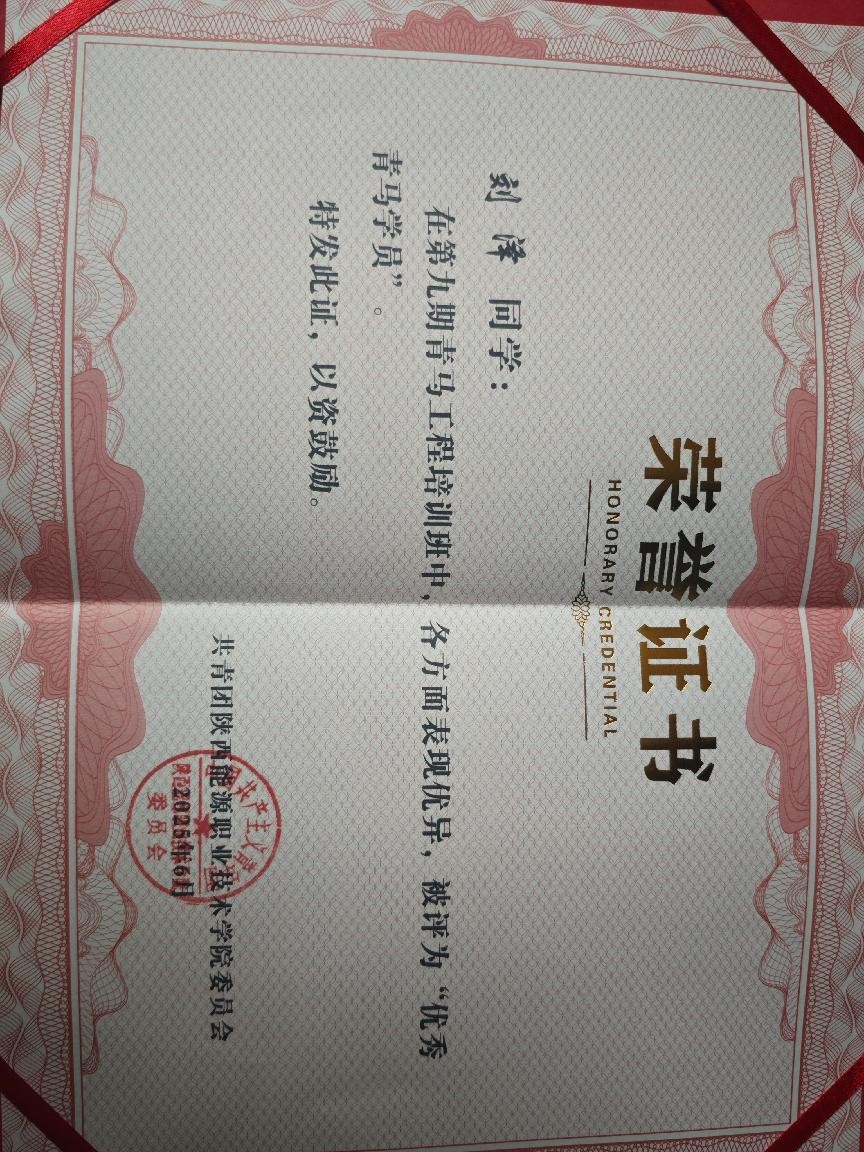 荣誉证书
HONORARY CREDENTIAL
刘泽 同学：
在第九期青马工程培训班中，各方面表现优异，被评为“优秀
青马学员”。
特发此证，以资鼓励。
共青团陕西能源职业技术学院委员会
2025年6月
委员会